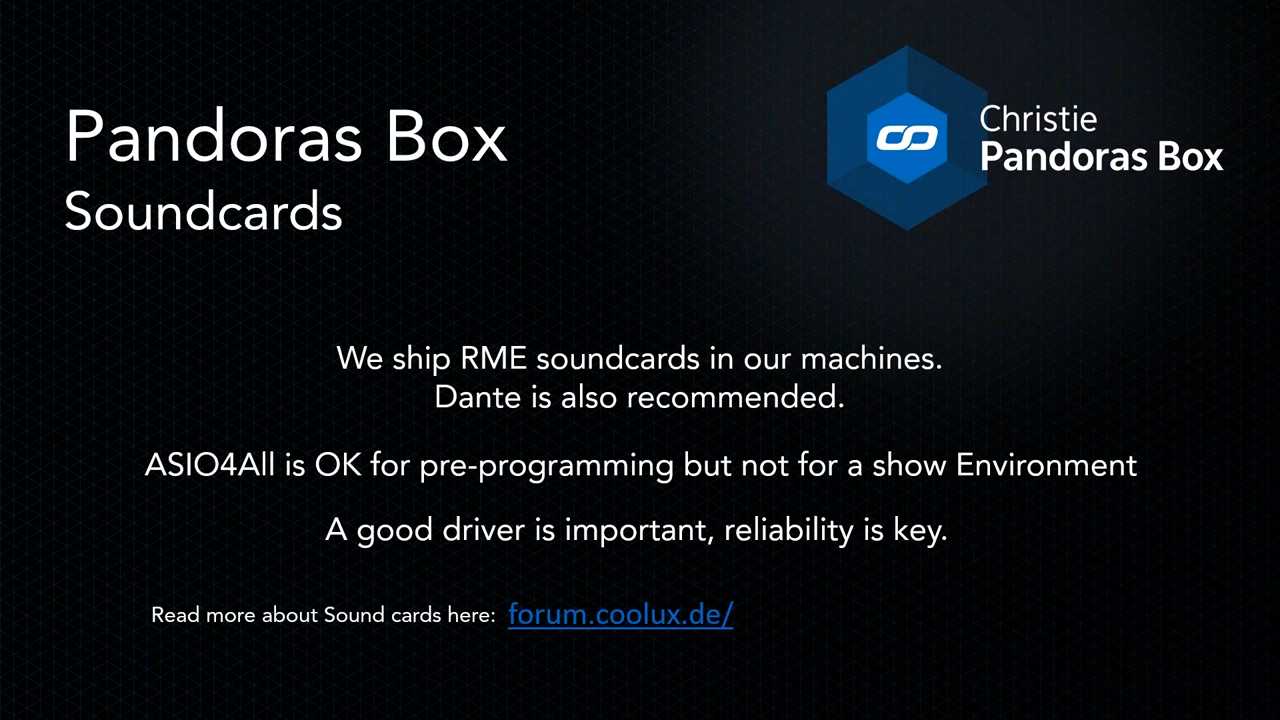 Pandoras Box
Soundcards
Christie
Pandoras Box
We ship RME soundcards in our machines.
Dante is also recommended.
ASIO4All is OK for pre-programming but not for a show Environment
A good driver is important, reliability is key.
Read more about Sound cards here: forum.coolux.de/